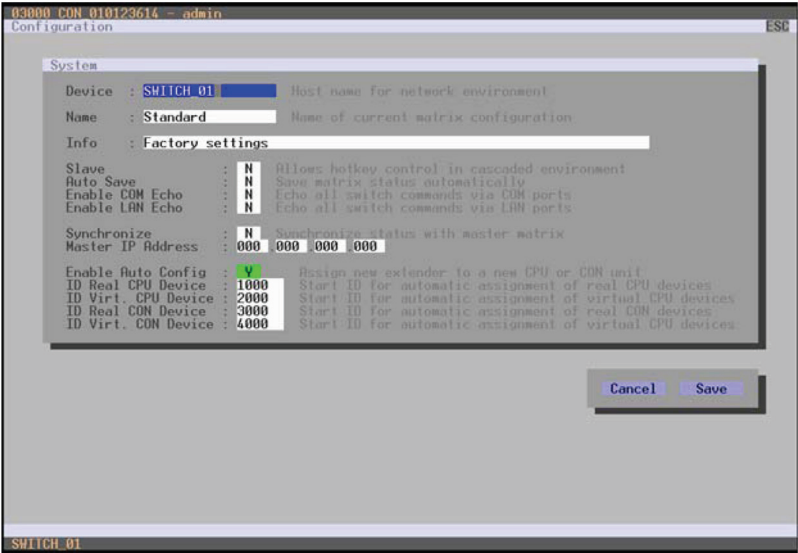 03000 CON_010123614 - admin
Configuration ESC
System
Device : SWITCH_01 Host name for network environment
Name : Standard Name of current matrix configuration
Info : Factory settings
Slave : N Allows hotkey control in cascaded environment
Auto Save : N Save matrix status automatically
Enable COM Echo : N Echo all switch commands via COM ports
Enable LAN Echo : N Echo all switch commands via LAN ports
Synchronize : N Synchronize status with master matrix
Master IP Address : 000 .000 .000 .000
Enable Auto Config : Y Assign new extender to a new CPU or CON unit
ID Real CPU Device : 1000 Start ID for automatic assignment of real CPU devices
ID Virt. CPU Device : 2000 Start ID for automatic assignment of virtual CPU devices
ID Real CON Device : 3000 Start ID for automatic assignment of real CON devices
ID Virt. CON Device : 4000 Start ID for automatic assignment of virtual CPU devices
Cancel Save
SWITCH_01